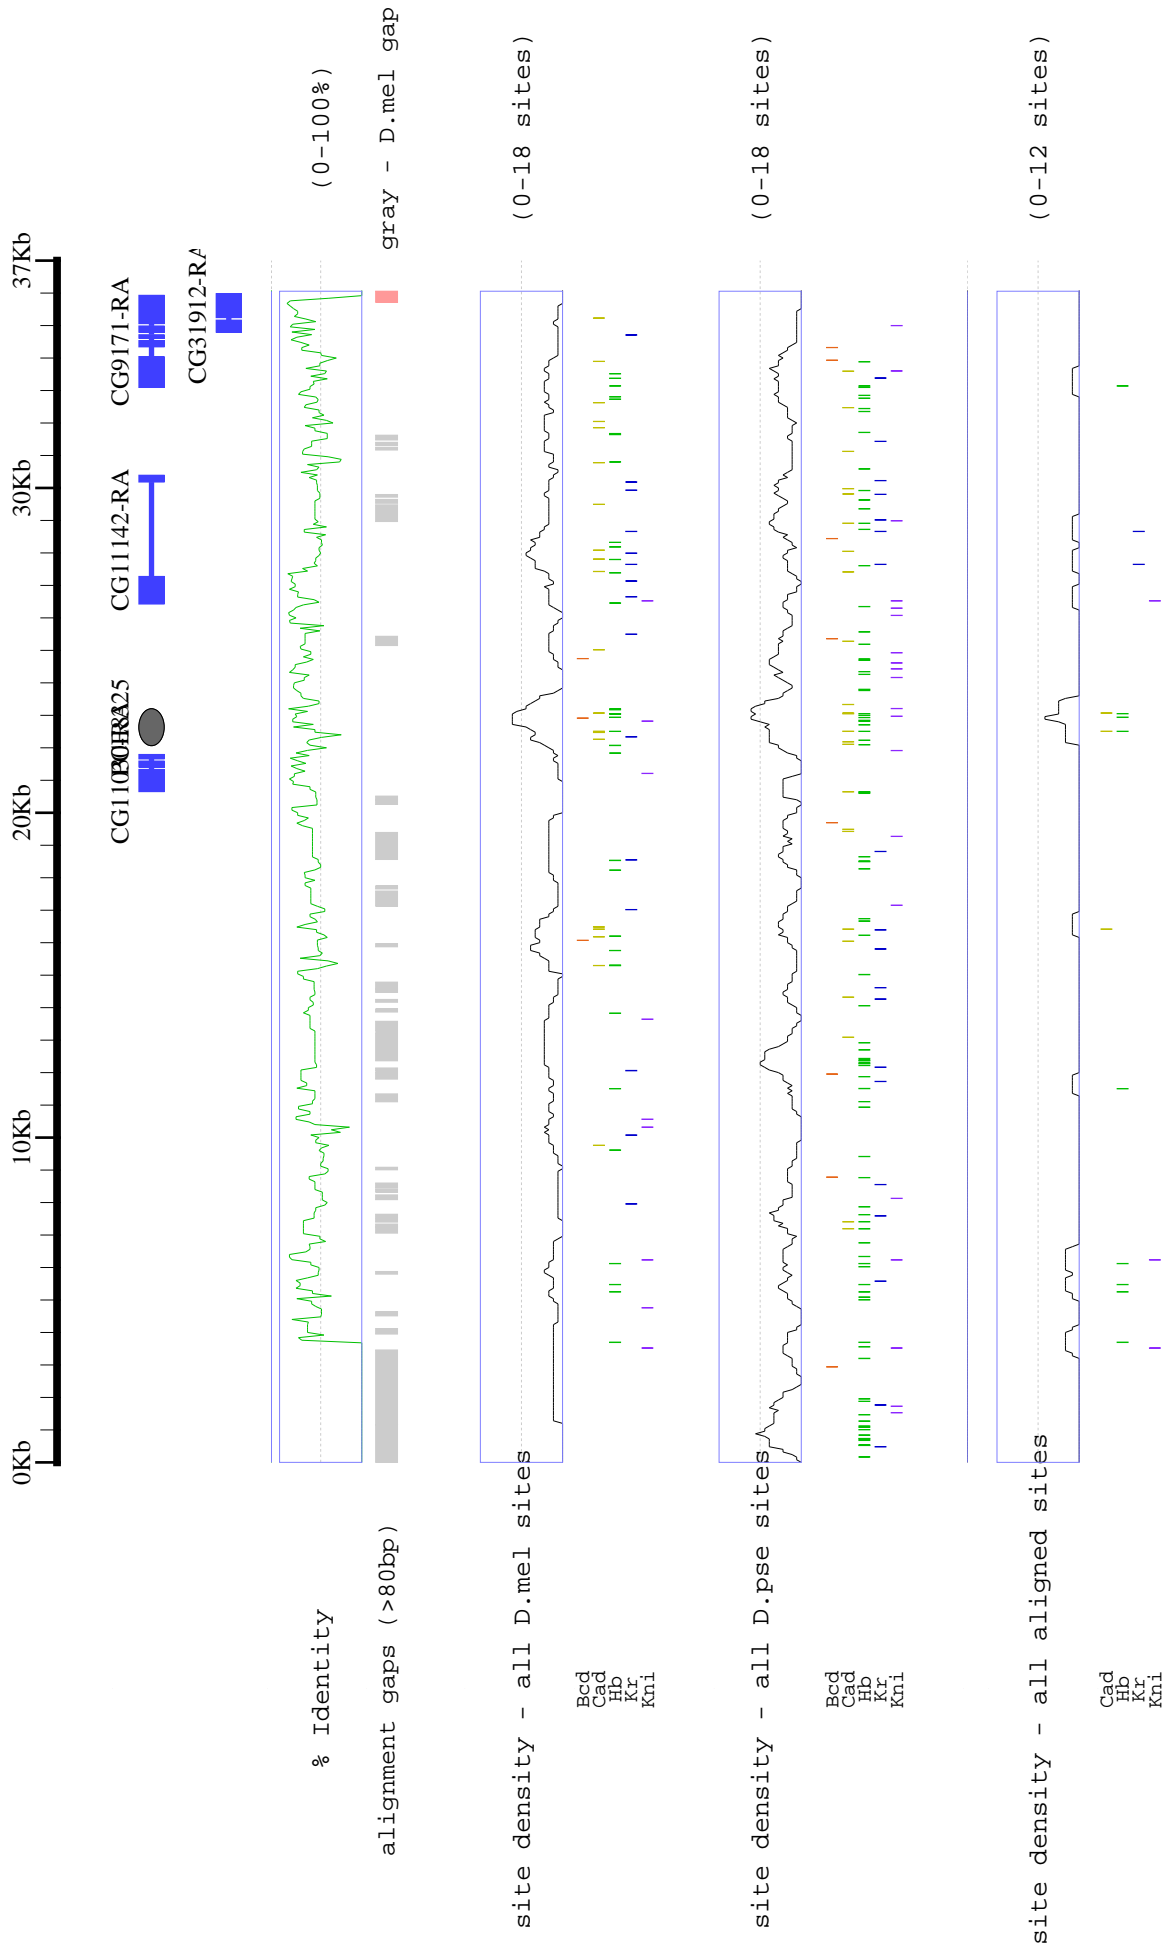 0Kb 10Kb 20Kb 30Kb 37Kb
CG11142-RA CG9171-RA
CG31912-RA
% Identity (0-100%)
alignment gaps (>80bp) gray - D.mel gap
site density - all D.mel sites (0-18 sites)
Bcd
Cad
Hb
Kr
Kni
site density - all D.pse sites (0-18 sites)
Bcd
Cad
Hb
Kr
Kni
site density - all aligned sites (0-12 sites)
Cad
Hb
Kr
Kni